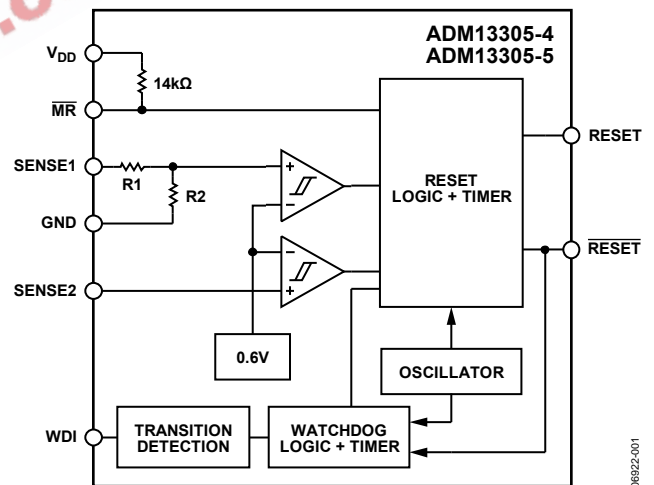 ADM13305-4
ADM13305-5
VDD
14kΩ
MR
SENSE1
R1
R2
GND
SENSE2
0.6V
RESET
LOGIC + TIMER
RESET
RESET
OSCILLATOR
WDI
TRANSITION
DETECTION
WATCHDOG
LOGIC + TIMER
06922-001